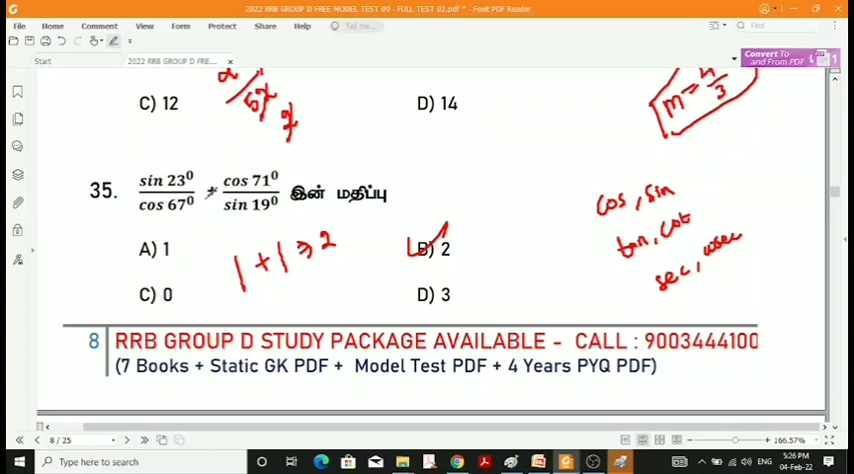 2022 RRB GROUP D FREE MODEL TEST 09 - FULL TEST 02.pdf * - Foxit PDF Reader
File Home Comment View Form Protect Share Help Tell me... Find
Start 2022 RRB GROUP D FRE... × Convert To and From PDF
C) 12 D) 14
m = 4/3
35. sin 23⁰/cos 67⁰ + cos 71⁰/sin 19⁰ இன் மதிப்பு
cos, sin
A) 1 B) 2
1 + 1 ⇒ 2
tan, cot
sec, cosec
C) 0 D) 3
8 RRB GROUP D STUDY PACKAGE AVAILABLE - CALL : 9003444100
(7 Books + Static GK PDF + Model Test PDF + 4 Years PYQ PDF)
8 / 25 166.57%
Type here to search ENG 5:26 PM
04-Feb-22